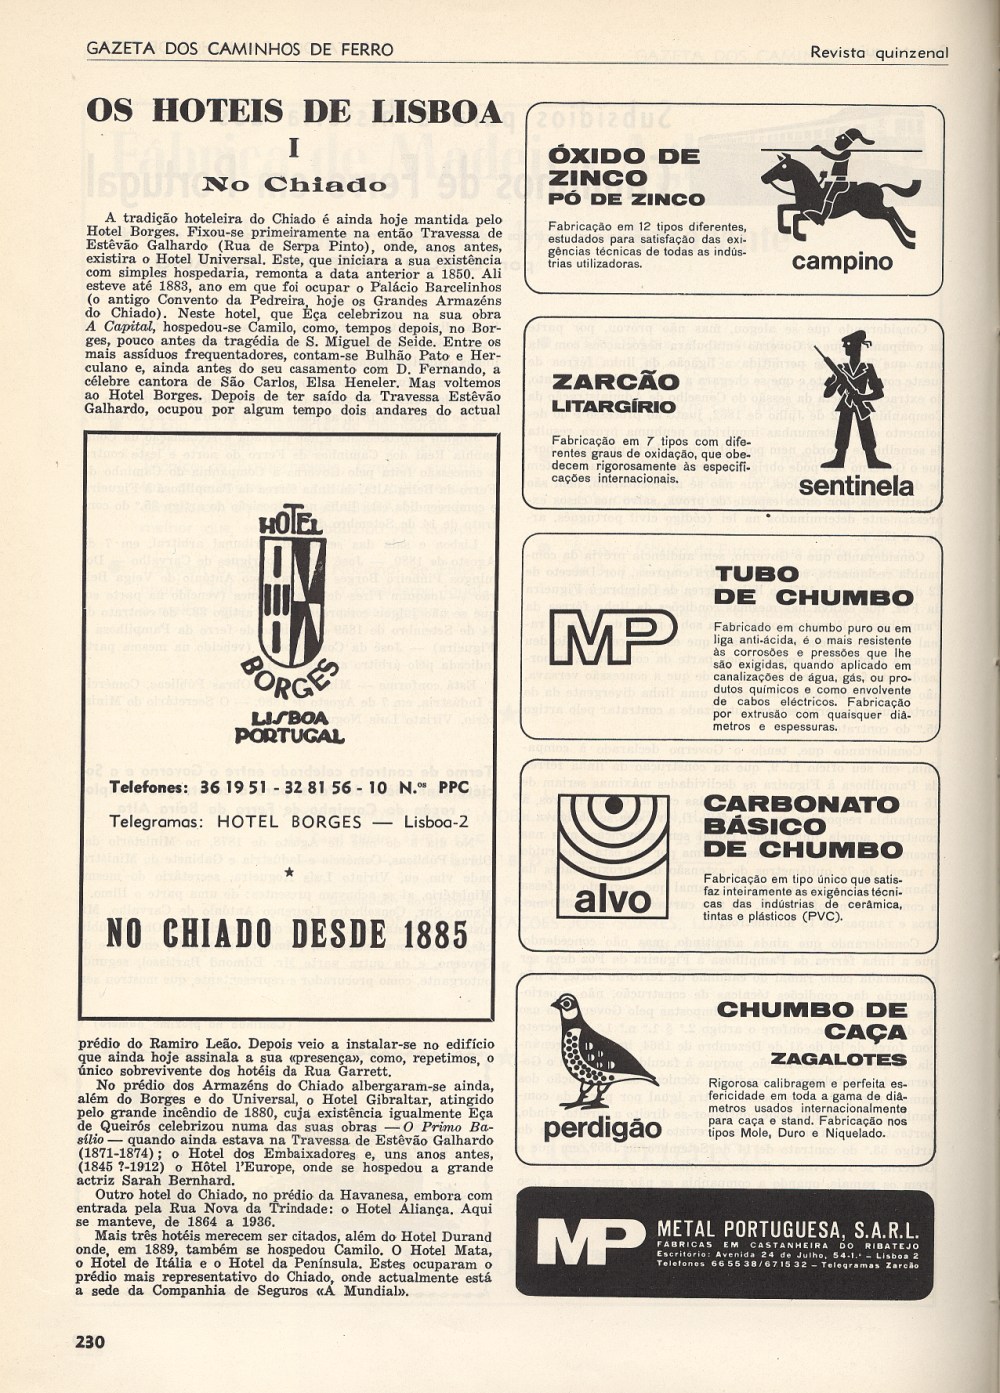 GAZETA DOS CAMINHOS DE FERRO
Revista quinzenal
OS HOTEIS DE LISBOA
I
No Chiado
A tradição hoteleira do Chiado é ainda hoje mantida pelo
Hotel Borges. Fixou-se primeiramente na então Travessa de
Estêvão Galhardo (Rua de Serpa Pinto), onde, anos antes,
existira o Hotel Universal. Este, que iniciara a sua existência
com simples hospedaria, remonta a data anterior a 1850. Ali
esteve até 1883, ano em que foi ocupar o Palácio Barcelinhos
(o antigo Convento da Pedreira, hoje os Grandes Armazéns
do Chiado). Neste hotel, que Eça celebrizou na sua obra
A Capital, hospedou-se Camilo, como, tempos depois, no Bor-
ges, pouco antes da tragédia de S. Miguel de Seide. Entre os
mais assíduos frequentadores, contam-se Bulhão Pato e Her-
culano e, ainda antes do seu casamento com D. Fernando, a
célebre cantora de São Carlos, Elsa Heneler. Mas voltemos
ao Hotel Borges. Depois de ter saído da Travessa Estêvão
Galhardo, ocupou por algum tempo dois andares do actual
HOTEL
BORGES
LISBOA
PORTUGAL
Telefones: 36 19 51 - 32 81 56 - 10 N.os PPC
Telegramas: HOTEL BORGES — Lisboa-2
NO CHIADO DESDE 1885
prédio do Ramiro Leão. Depois veio a instalar-se no edifício
que ainda hoje assinala a sua «presença», como, repetimos, o
único sobrevivente dos hotéis da Rua Garrett.
No prédio dos Armazéns do Chiado albergaram-se ainda,
além do Borges e do Universal, o Hotel Gibraltar, atingido
pelo grande incêndio de 1880, cuja existência igualmente Eça
de Queirós celebrizou numa das suas obras — O Primo Ba-
sílio — quando ainda estava na Travessa de Estêvão Galhardo
(1871-1874); o Hotel dos Embaixadores e, uns anos antes,
(1845 ?-1912) o Hôtel l'Europe, onde se hospedou a grande
actriz Sarah Bernhard.
Outro hotel do Chiado, no prédio da Havanesa, embora com
entrada pela Rua Nova da Trindade: o Hotel Aliança. Aqui
se manteve, de 1864 a 1936.
Mais três hotéis merecem ser citados, além do Hotel Durand
onde, em 1889, também se hospedou Camilo. O Hotel Mata,
o Hotel de Itália e o Hotel da Península. Estes ocuparam o
prédio mais representativo do Chiado, onde actualmente está
a sede da Companhia de Seguros «A Mundial».
ÓXIDO DE
ZINCO
PÓ DE ZINCO
Fabricação em 12 tipos diferentes,
estudados para satisfação das exi-
gências técnicas de todas as indús-
trias utilizadoras.
campino
ZARCÃO
LITARGÍRIO
Fabricação em 7 tipos com dife-
rentes graus de oxidação, que obe-
decem rigorosamente às especifi-
cações internacionais.
sentinela
MP
TUBO
DE CHUMBO
Fabricado em chumbo puro ou em
liga anti-ácida, é o mais resistente
às corrosões e pressões que lhe
são exigidas, quando aplicado em
canalizações de água, gás, ou pro-
dutos químicos e como envolvente
de cabos eléctricos. Fabricação
por extrusão com quaisquer diâ-
metros e espessuras.
alvo
CARBONATO
BÁSICO
DE CHUMBO
Fabricação em tipo único que satis-
faz inteiramente as exigências técni-
cas das indústrias de cerâmica,
tintas e plásticos (PVC).
perdigão
CHUMBO DE
CAÇA
ZAGALOTES
Rigorosa calibragem e perfeita es-
fericidade em toda a gama de diâ-
metros usados internacionalmente
para caça e stand. Fabricação nos
tipos Mole, Duro e Niquelado.
MP
METAL PORTUGUESA, S.A.R.L.
FABRICAS EM CASTANHEIRA DO RIBATEJO
Escritório: Avenida 24 de Julho, 54-1.º — Lisboa 2
Telefones 66 55 38/67 15 32 — Telegramas Zarcão
230